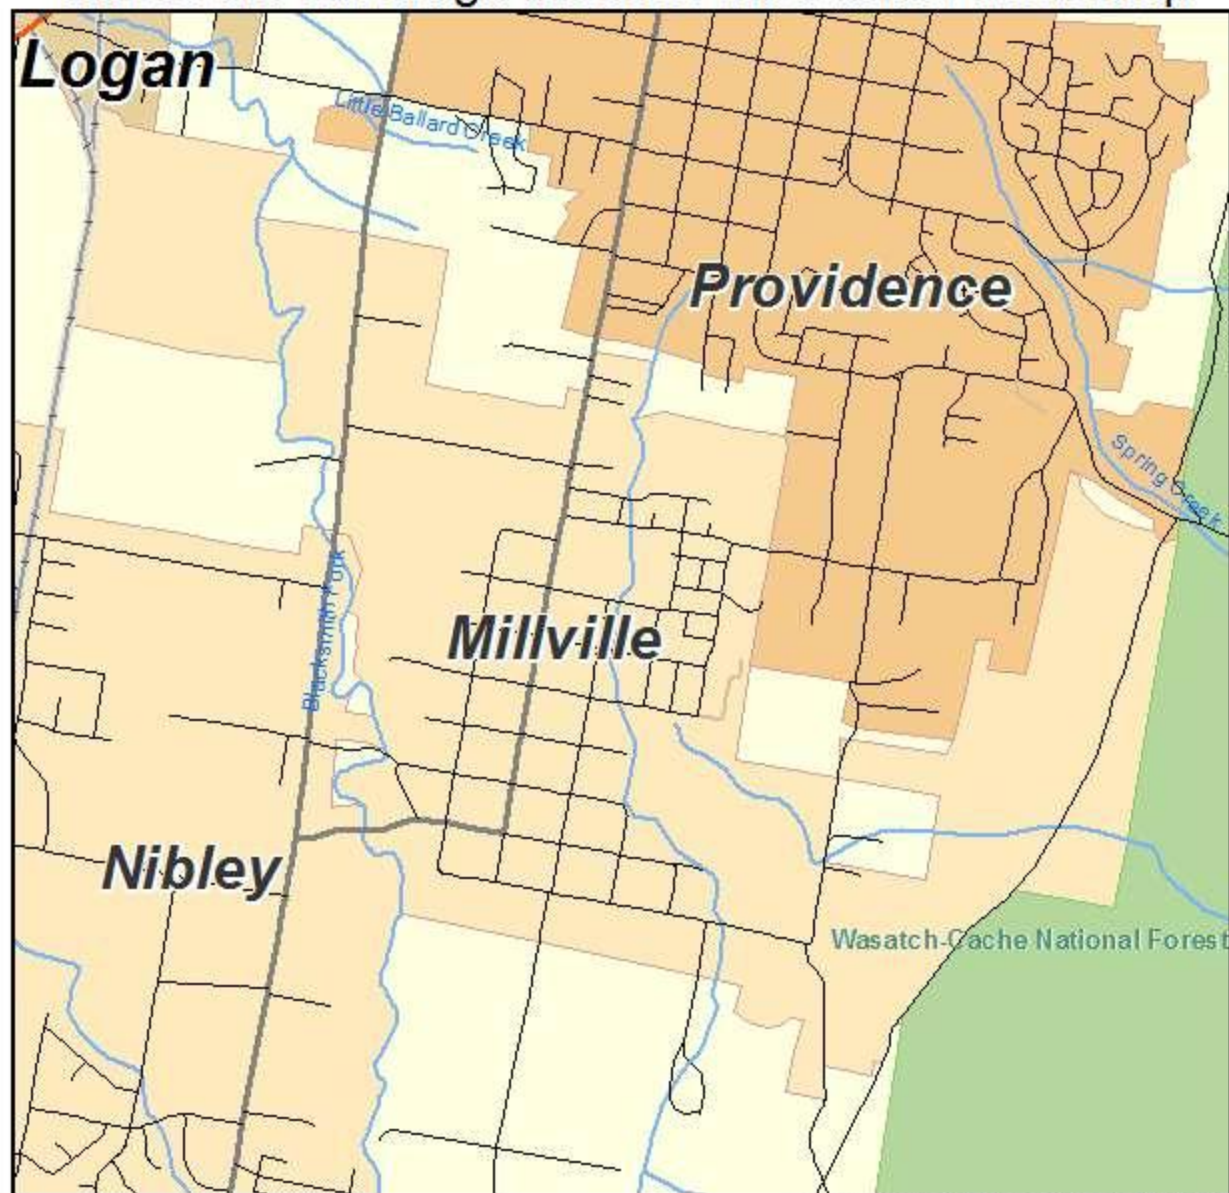 Logan
Little Ballard Creek
Providence
Spring Creek
Blacksmith Fork
Millville
Nibley
Wasatch-Cache National Forest